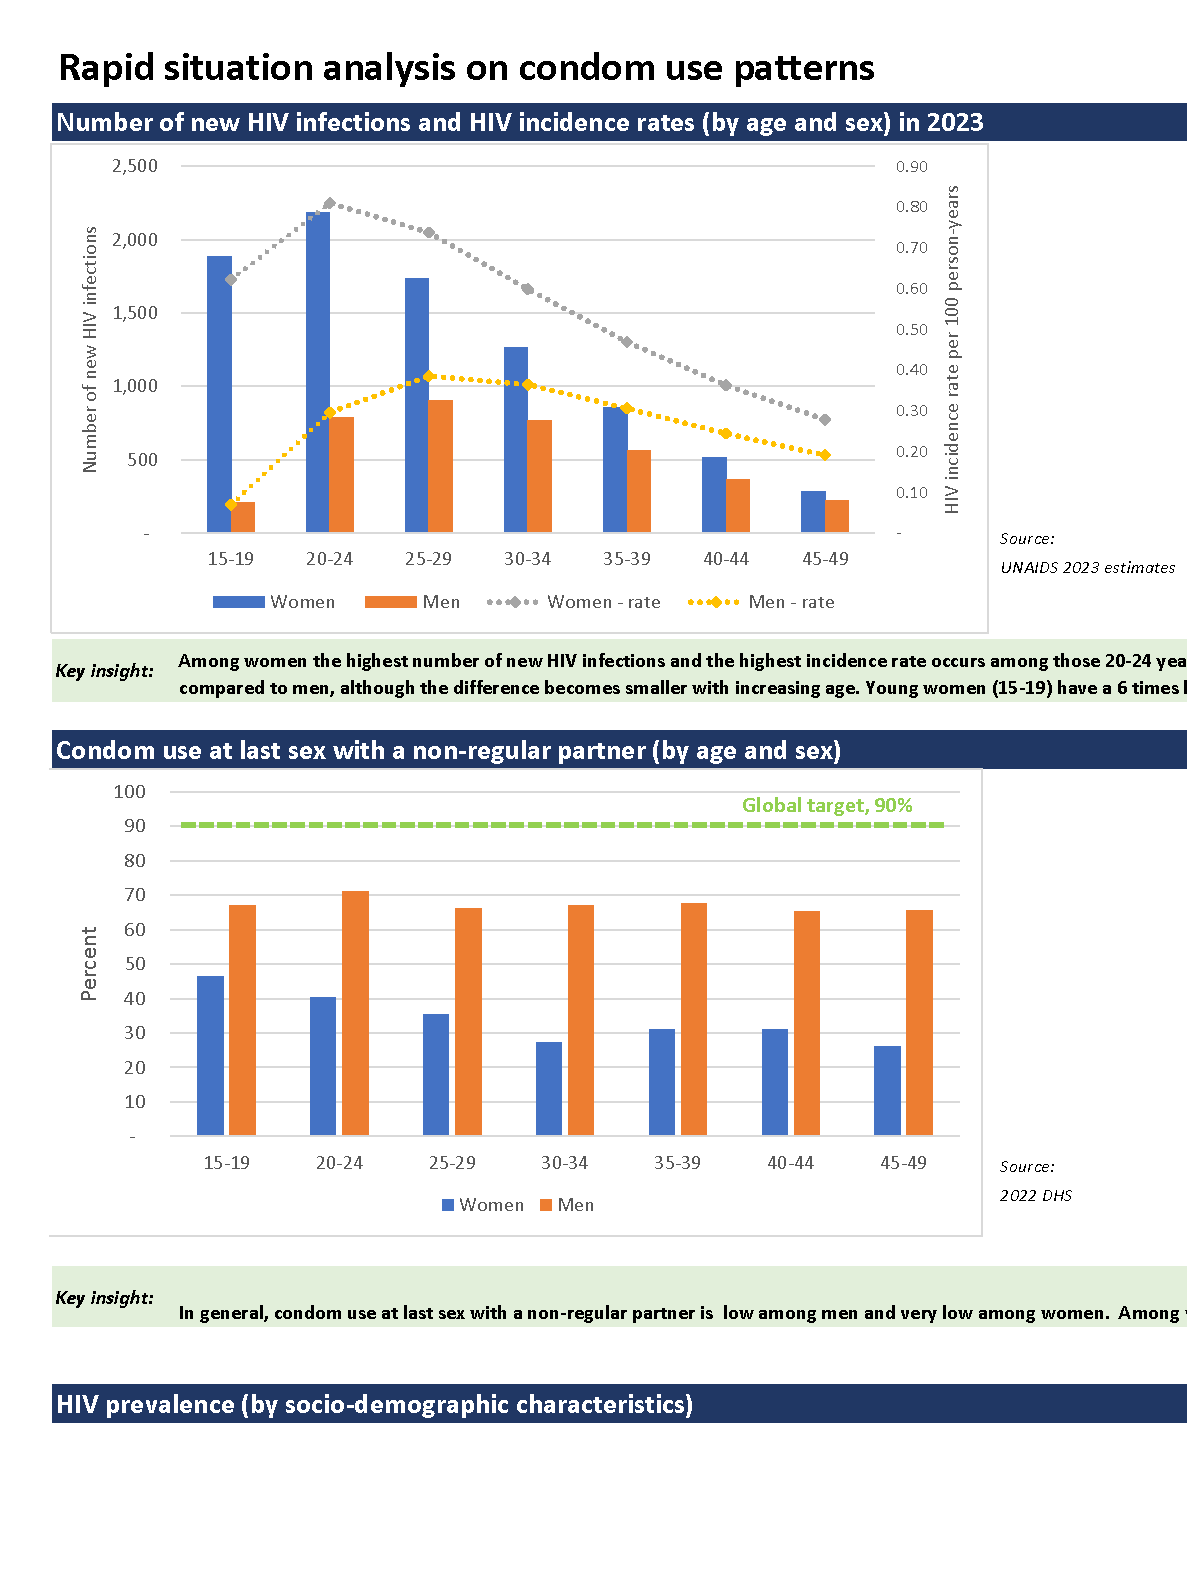 Rapid situation analysis on condom use patterns
Number of new HIV infections and HIV incidence rates (by age and sex) in 2023
2,500
2,000
1,500
1,000
500
-
Number of new HIV infections
0.90
0.80
0.70
0.60
0.50
0.40
0.30
0.20
0.10
-
HIV incidence rate per 100 person-years
15-19 20-24 25-29 30-34 35-39 40-44 45-49
Women Men Women - rate Men - rate
Source:
UNAIDS 2023 estimates
Key insight:
Among women the highest number of new HIV infections and the highest incidence rate occurs among those 20-24 yea
compared to men, although the difference becomes smaller with increasing age. Young women (15-19) have a 6 times
Condom use at last sex with a non-regular partner (by age and sex)
100
90
80
70
60
50
40
30
20
10
-
Percent
Global target, 90%
15-19 20-24 25-29 30-34 35-39 40-44 45-49
Women Men
Source:
2022 DHS
Key insight:
In general, condom use at last sex with a non-regular partner is low among men and very low among women. Among
HIV prevalence (by socio-demographic characteristics)